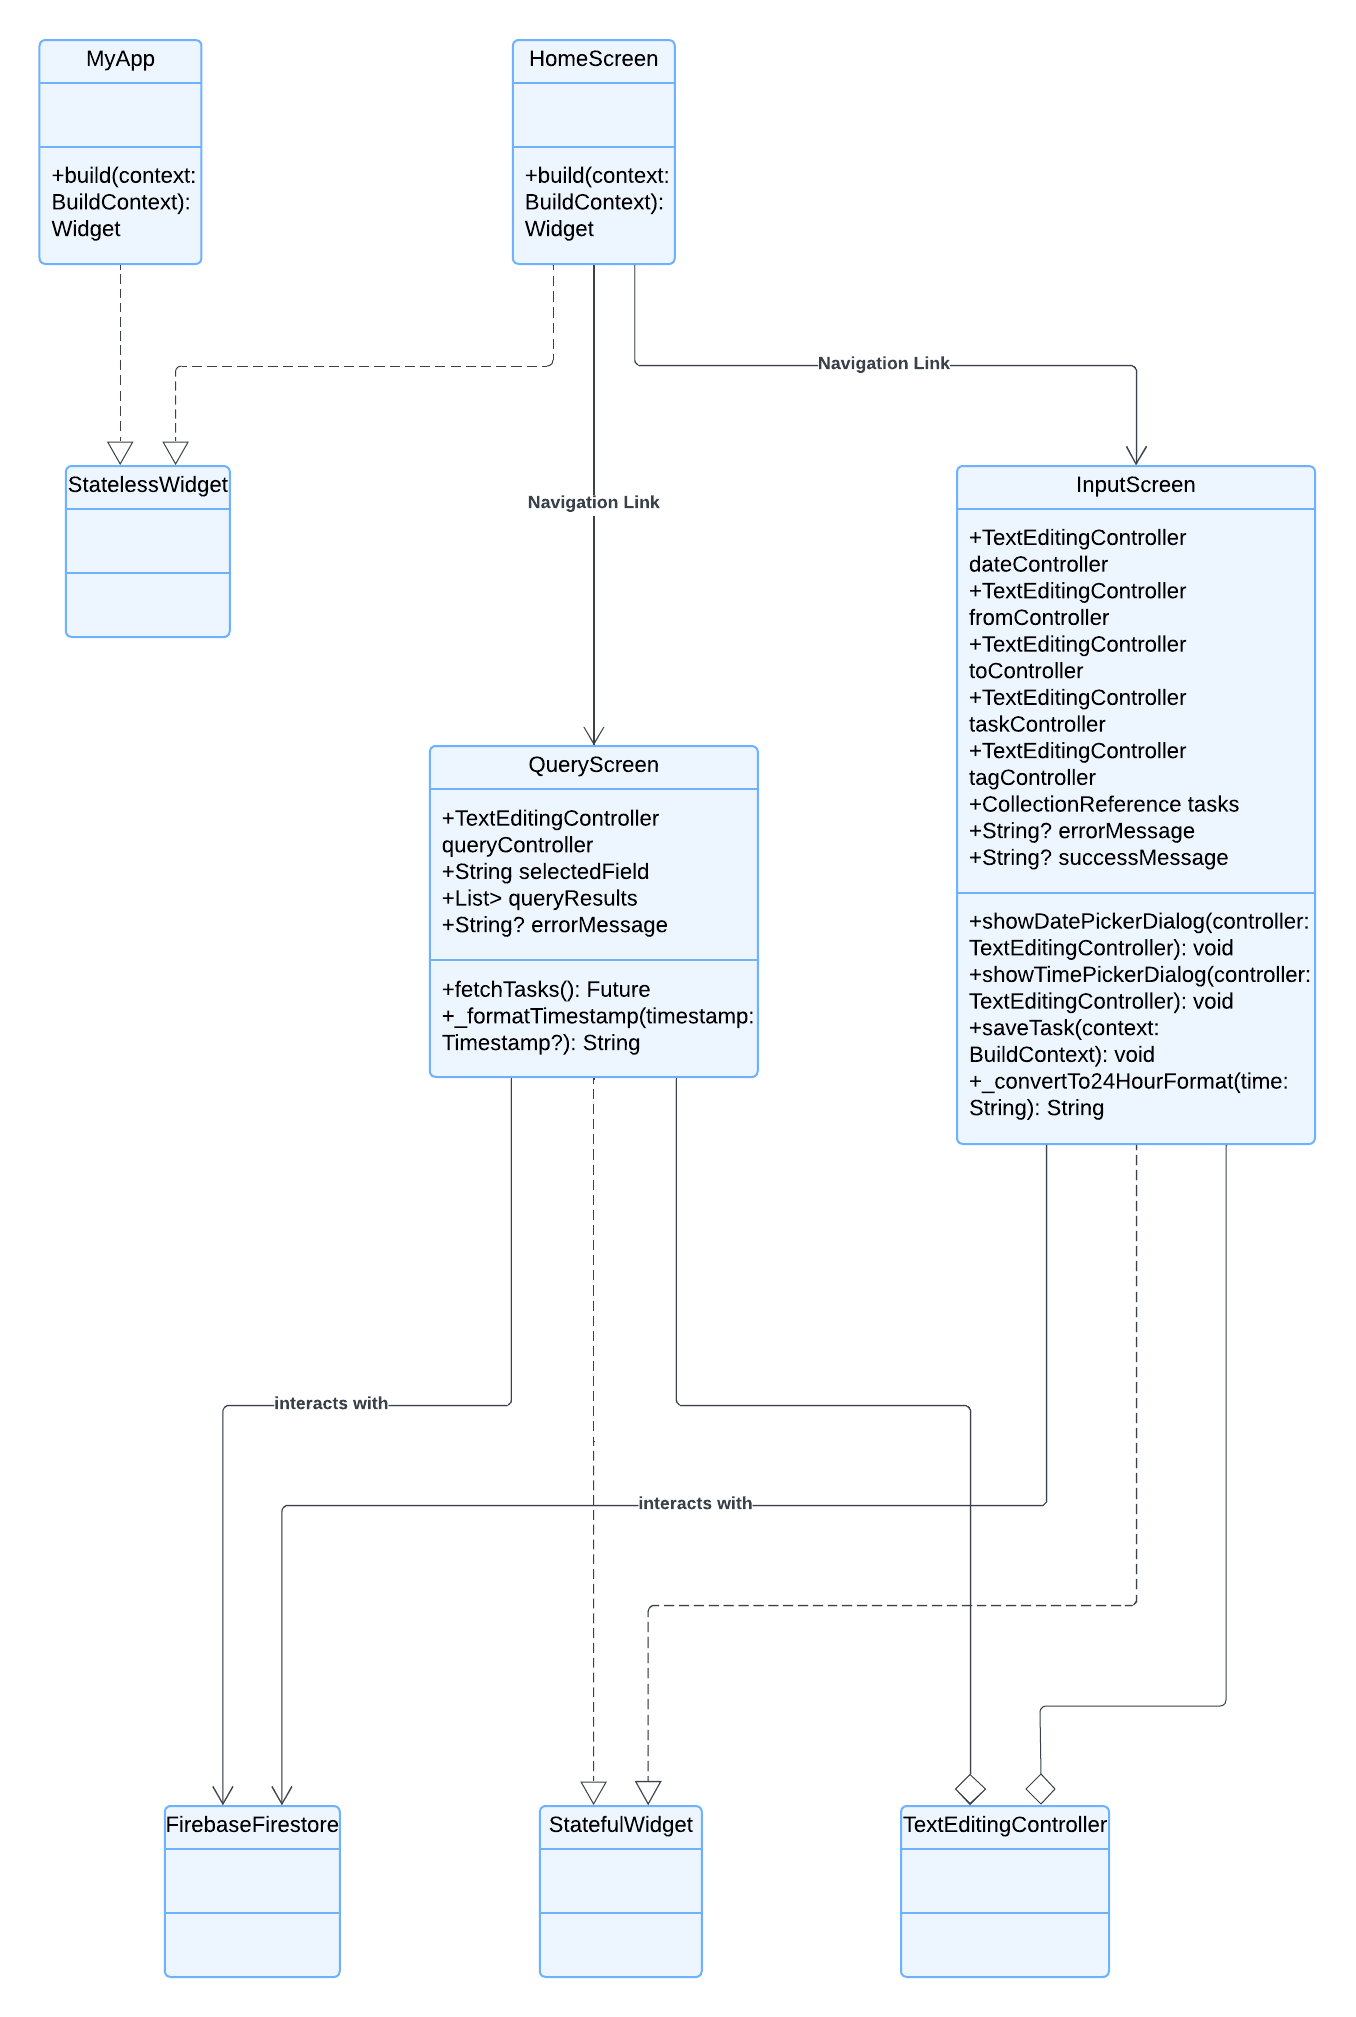 MyApp
+build(context:
BuildContext):
Widget
HomeScreen
+build(context:
BuildContext):
Widget
Navigation Link
Navigation Link
StatelessWidget
InputScreen
+TextEditingController
dateController
+TextEditingController
fromController
+TextEditingController
toController
+TextEditingController
taskController
+TextEditingController
tagController
+CollectionReference tasks
+String? errorMessage
+String? successMessage
+showDatePickerDialog(controller:
TextEditingController): void
+showTimePickerDialog(controller:
TextEditingController): void
+saveTask(context:
BuildContext): void
+_convertTo24HourFormat(time:
String): String
QueryScreen
+TextEditingController
queryController
+String selectedField
+List> queryResults
+String? errorMessage
+fetchTasks(): Future
+_formatTimestamp(timestamp:
Timestamp?): String
interacts with
interacts with
FirebaseFirestore
StatefulWidget
TextEditingController